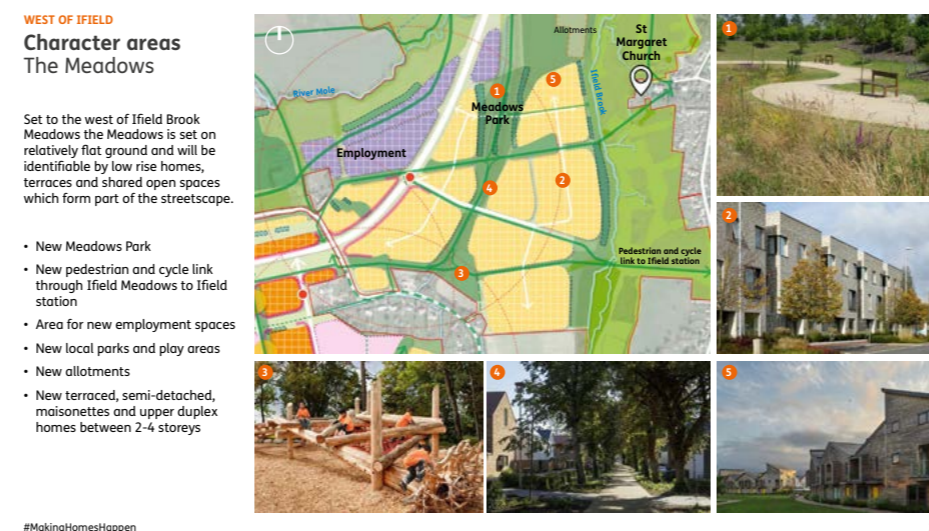 WEST OF IFIELD
Character areas
The Meadows
Set to the west of Ifield Brook
Meadows the Meadows is set on
relatively flat ground and will be
identifiable by low rise homes,
terraces and shared open spaces
which form part of the streetscape.
• New Meadows Park
• New pedestrian and cycle link
through Ifield Meadows to Ifield
station
• Area for new employment spaces
• New local parks and play areas
• New allotments
• New terraced, semi-detached,
maisonettes and upper duplex
homes between 2-4 storeys
#MakingHomesHappen
Allotments
St
Margaret
Church
River Mole
Ifield Brook
1
Meadows
Park
5
Employment
2
4
Pedestrian and cycle
link to Ifield station
3
1
2
3
4
5